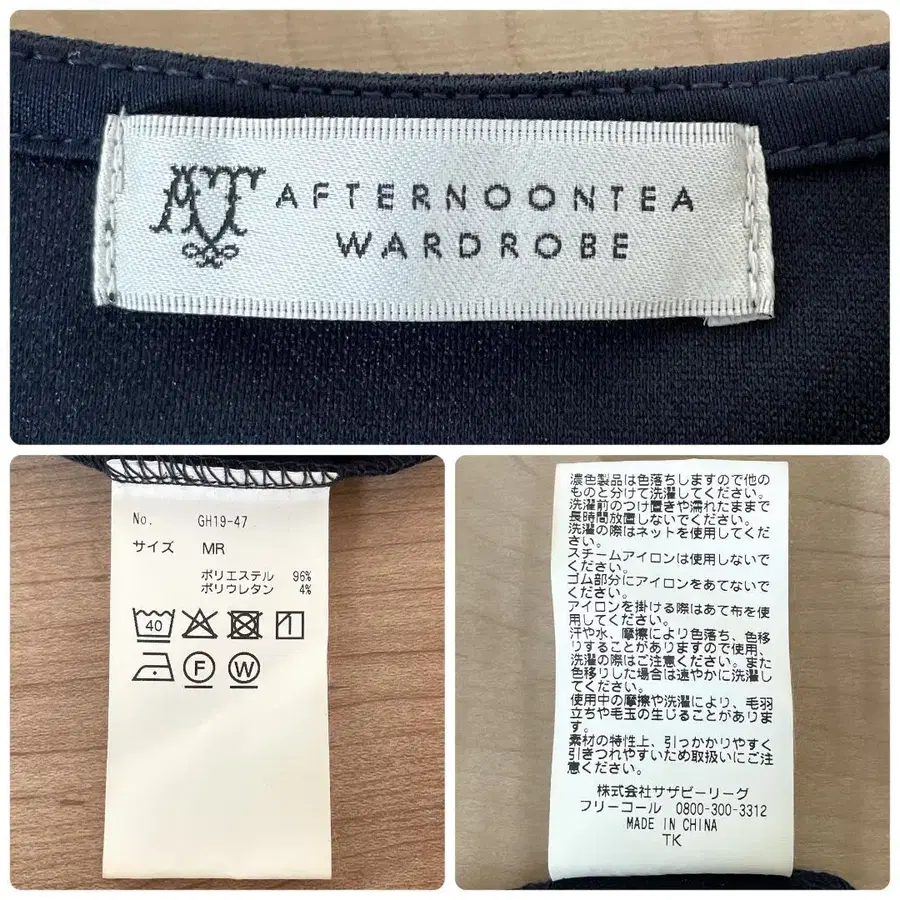 AT AFTERNOONTEA
WARDROBE
No. GH19-47
サイズ MR
ポリエステル 96%
ポリウレタン 4%
40
F W
濃色製品は色落ちしますので他の
ものと分けて洗濯してください。
洗濯前のつけ置きや濡れたままで
長時間放置しないでください。
洗濯の際はネットを使用してくだ
さい。
スチームアイロンは使用しないで
ください。
ゴム部分にアイロンをあてないで
ください。
アイロンを掛ける際はあて布を使
用してください。
汗や水、摩擦により色落ち、色移
りすることがありますので使用、
洗濯の際はご注意ください。また
色移りした場合は速やかに洗濯し
てください。
使用中の摩擦や洗濯により、毛羽
立ちや毛玉の生じることがありま
す。
素材の特性上、引っかかりやすく
引きつれやすいため取扱いにご注
意ください。
株式会社サザビーリーグ
フリーコール 0800-300-3312
MADE IN CHINA
TK